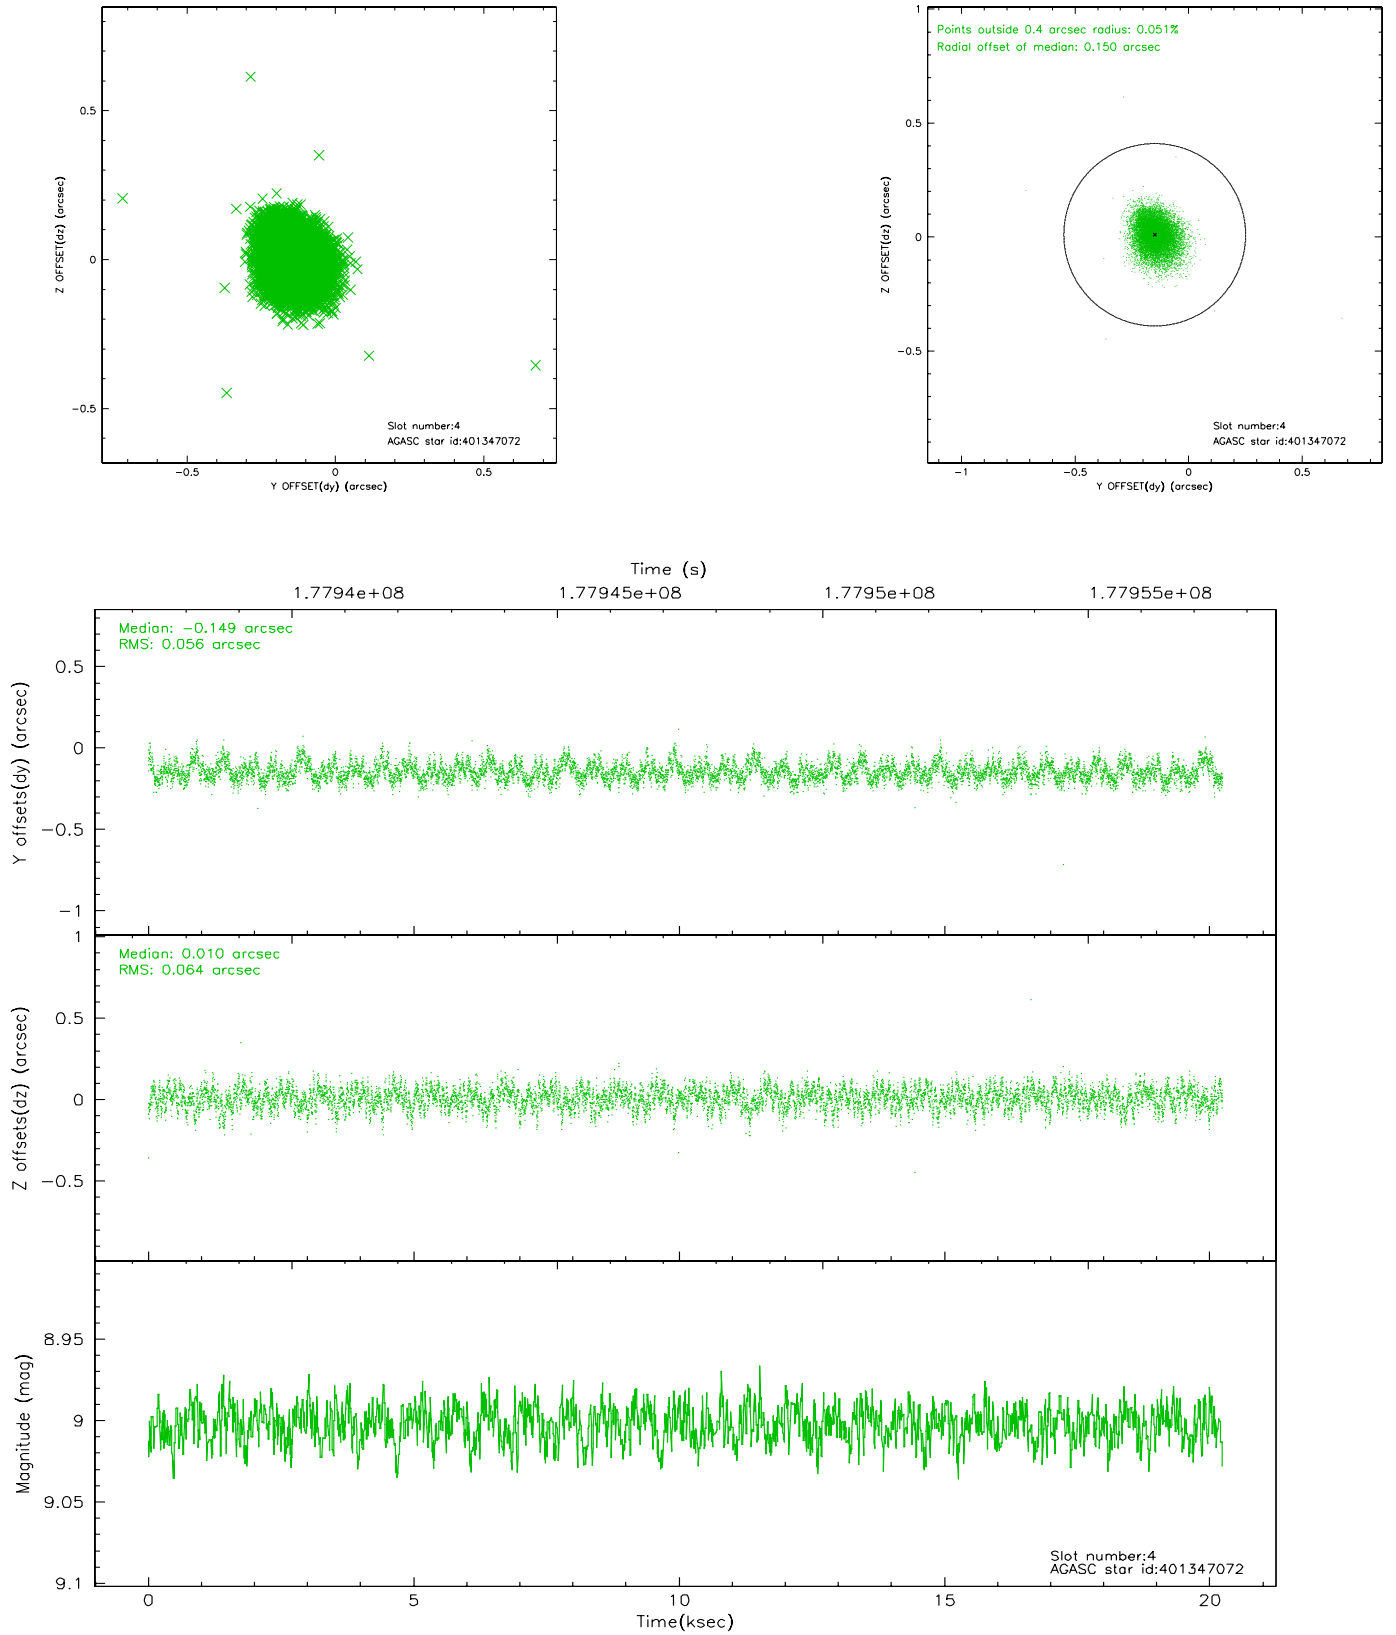 0.5
0
−0.5
Z OFFSET(dz) (arcsec)
Slot number:4
AGASC star id:401347072
−0.5
0
0.5
Y OFFSET(dy) (arcsec)
1
0.5
0
−0.5
Z OFFSET(dz) (arcsec)
Points outside 0.4 arcsec radius: 0.051%
Radial offset of median: 0.150 arcsec
Slot number:4
AGASC star id:401347072
−1
−0.5
0
0.5
Y OFFSET(dy) (arcsec)
Time (s)
1.7794e+08
1.77945e+08
1.7795e+08
1.77955e+08
Median: −0.149 arcsec
RMS: 0.056 arcsec
0.5
0
−0.5
−1
Y offsets(dy) (arcsec)
Median: 0.010 arcsec
RMS: 0.064 arcsec
1
0.5
0
−0.5
Z offsets(dz) (arcsec)
8.95
9
9.05
9.1
Magnitude (mag)
Slot number:4
AGASC star id:401347072
0
5
10
15
20
Time(ksec)